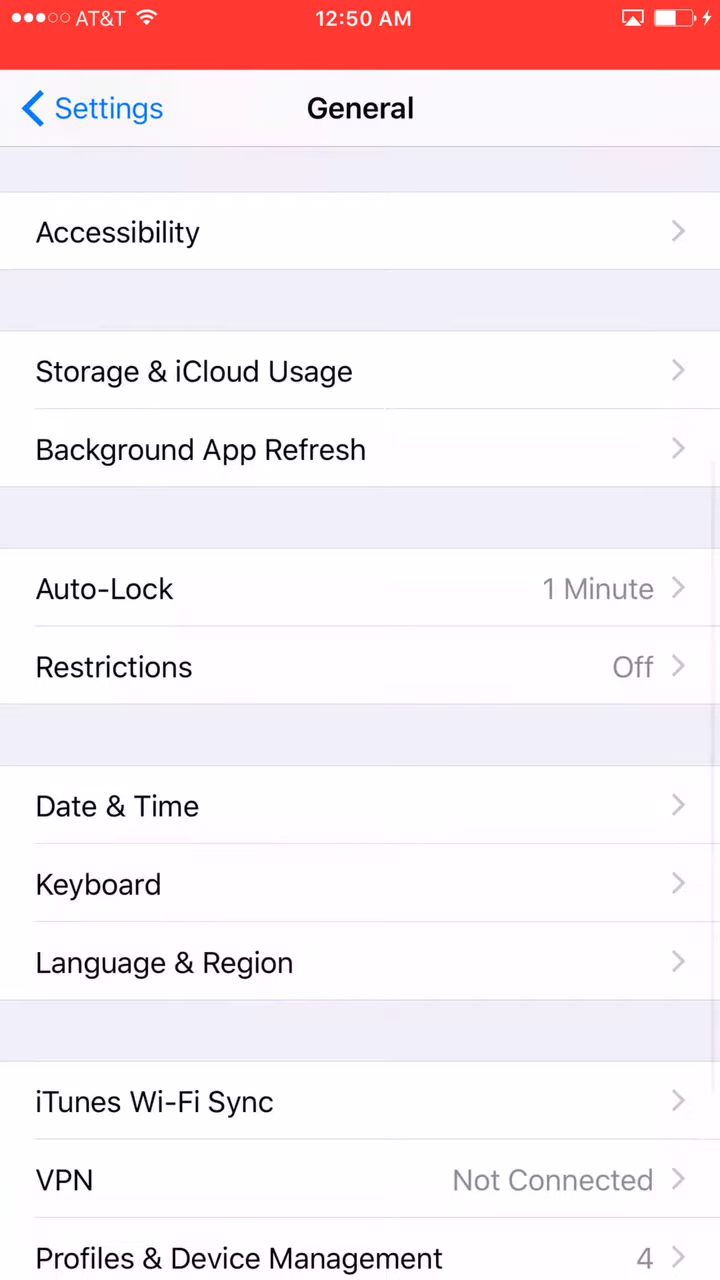 AT&T 12:50 AM
Settings General
Accessibility
Storage & iCloud Usage
Background App Refresh
Auto-Lock 1 Minute
Restrictions Off
Date & Time
Keyboard
Language & Region
iTunes Wi-Fi Sync
VPN Not Connected
Profiles & Device Management 4